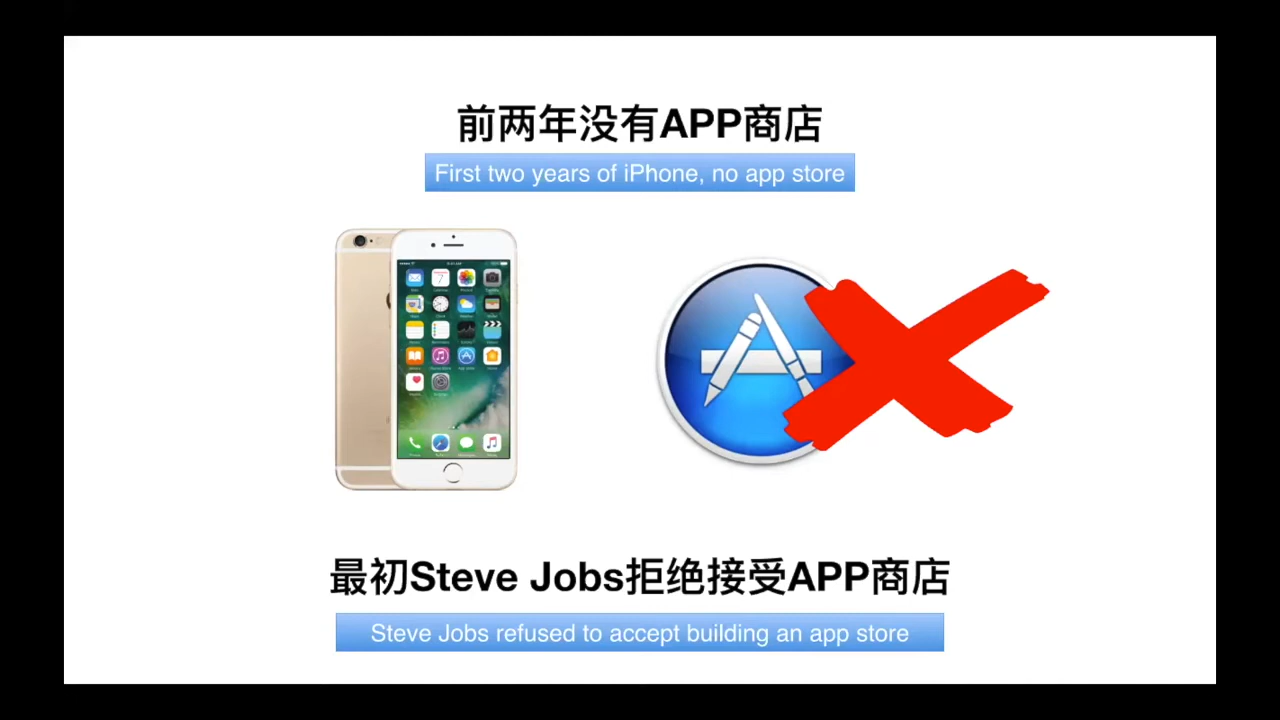 前两年没有APP商店
First two years of iPhone, no app store
最初Steve Jobs拒绝接受APP商店
Steve Jobs refused to accept building an app store